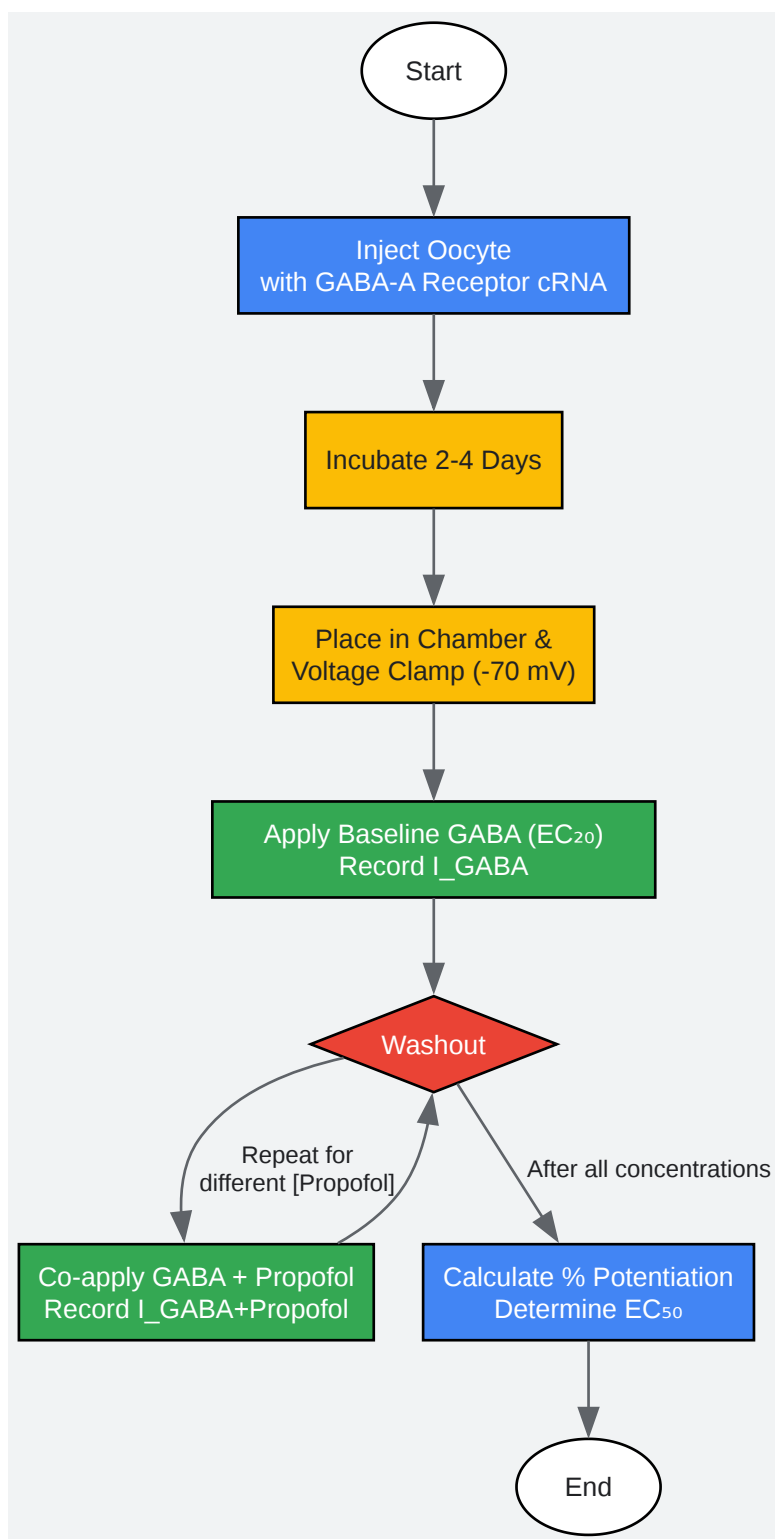 Start
Inject Oocyte
with GABA-A Receptor cRNA
Incubate 2-4 Days
Place in Chamber &
Voltage Clamp (-70 mV)
Apply Baseline GABA (EC₂₀)
Record I_GABA
Washout
Repeat for
different [Propofol]
After all concentrations
Co-apply GABA + Propofol
Record I_GABA+Propofol
Calculate % Potentiation
Determine EC₅₀
End